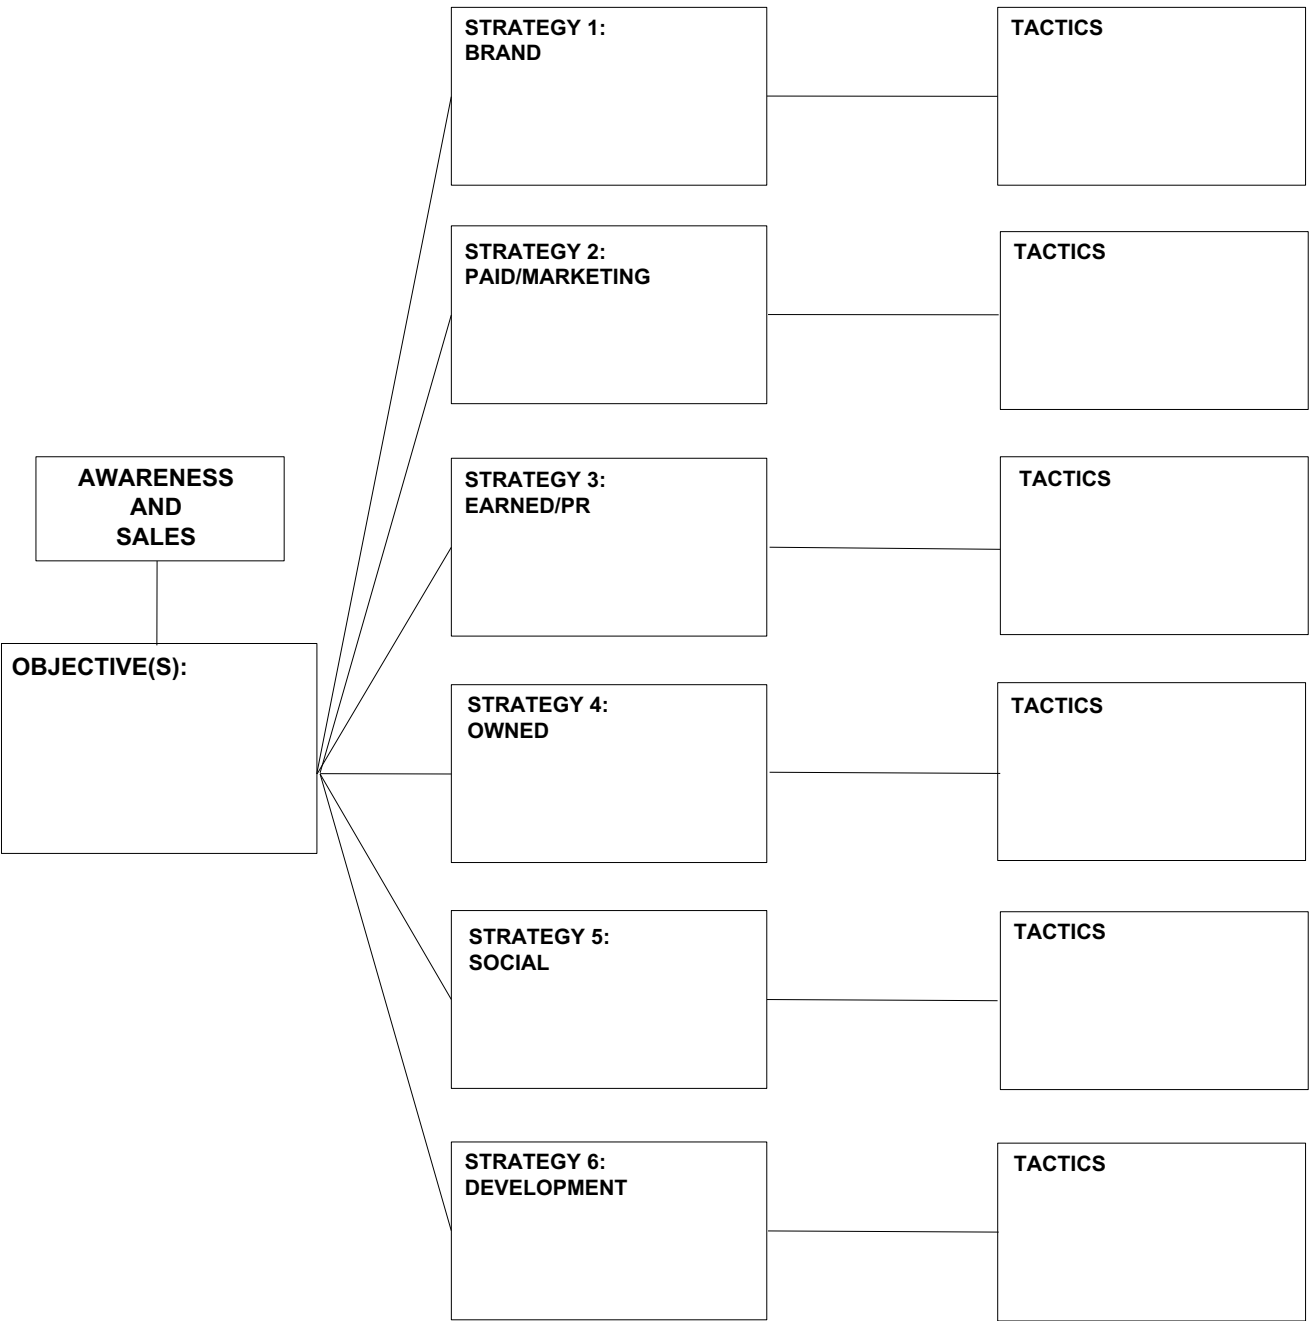 STRATEGY 1:
BRAND
TACTICS
STRATEGY 2:
PAID/MARKETING
TACTICS
AWARENESS
AND
SALES
STRATEGY 3:
EARNED/PR
TACTICS
OBJECTIVE(S):
STRATEGY 4:
OWNED
TACTICS
STRATEGY 5:
SOCIAL
TACTICS
STRATEGY 6:
DEVELOPMENT
TACTICS